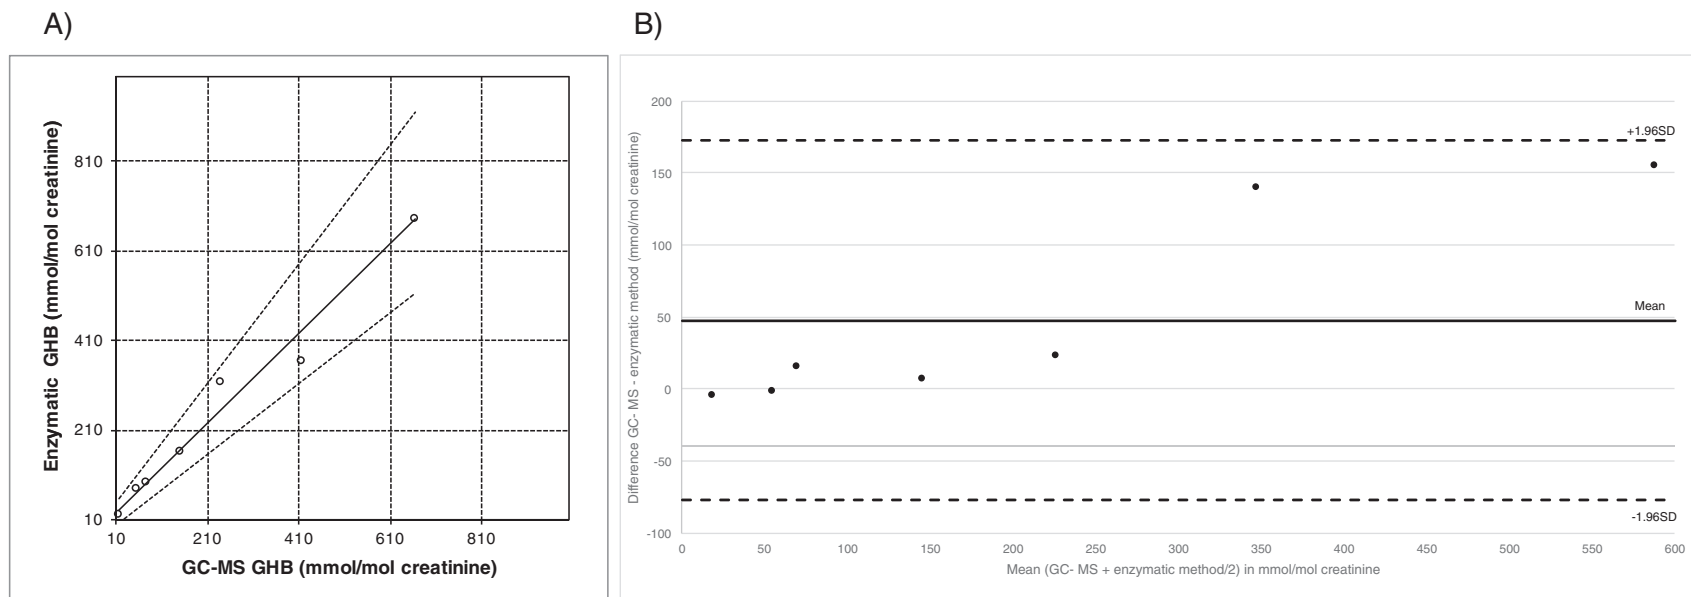 A)
Enzymatic GHB (mmol/mol creatinine)
810
610
410
210
10
10 210 410 610 810
GC-MS GHB (mmol/mol creatinine)
B)
Difference GC- MS - enzymatic method (mmol/mol creatinine)
200
+1.96SD
150
100
Mean
50
0
-50
-1.96SD
-100
0 50 100 150 200 250 300 350 400 450 500 550 600
Mean (GC- MS + enzymatic method/2) in mmol/mol creatinine